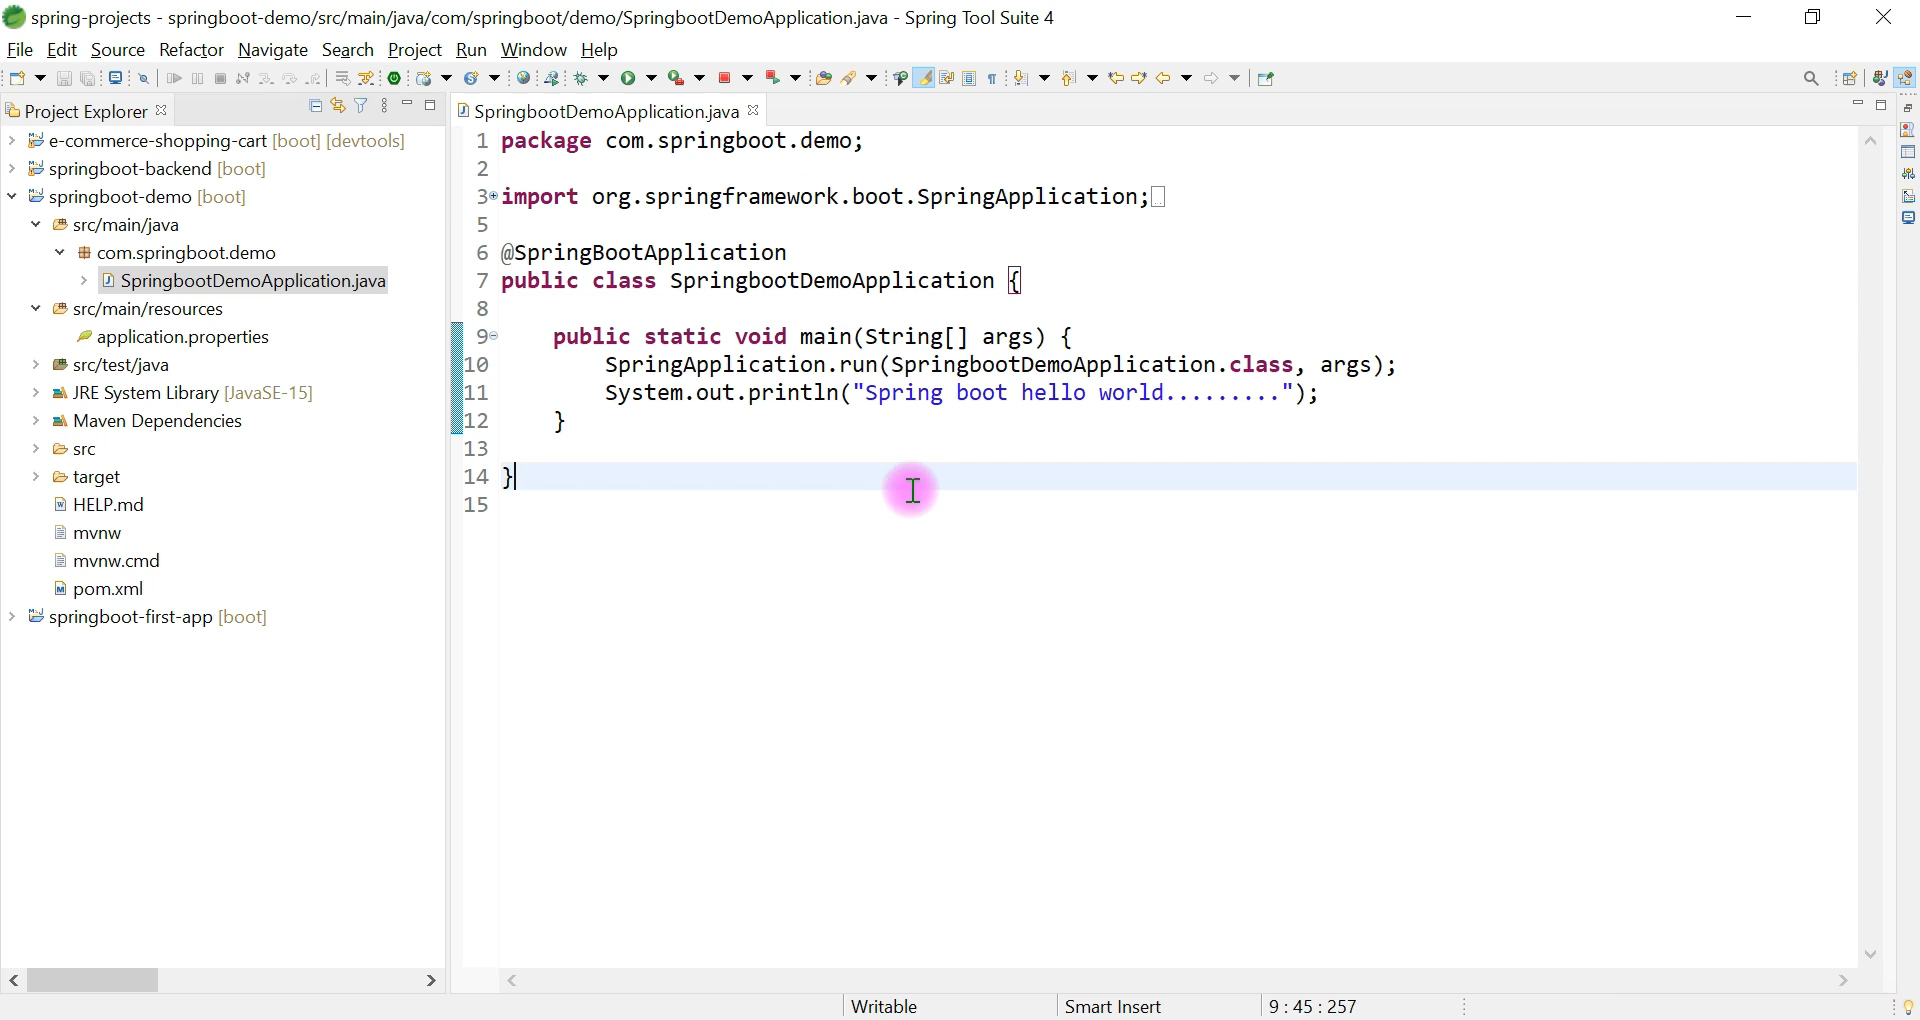 spring-projects - springboot-demo/src/main/java/com/springboot/demo/SpringbootDemoApplication.java - Spring Tool Suite 4
File Edit Source Refactor Navigate Search Project Run Window Help
Project Explorer
e-commerce-shopping-cart [boot] [devtools]
springboot-backend [boot]
springboot-demo [boot]
src/main/java
com.springboot.demo
SpringbootDemoApplication.java
src/main/resources
application.properties
src/test/java
JRE System Library [JavaSE-15]
Maven Dependencies
src
target
HELP.md
mvnw
mvnw.cmd
pom.xml
springboot-first-app [boot]
SpringbootDemoApplication.java
1 package com.springboot.demo;
2
3 import org.springframework.boot.SpringApplication;
5
6 @SpringBootApplication
7 public class SpringbootDemoApplication {
8
9 public static void main(String[] args) {
10 SpringApplication.run(SpringbootDemoApplication.class, args);
11 System.out.println("Spring boot hello world.........");
12 }
13
14 }
15
Writable Smart Insert 9 : 45 : 257